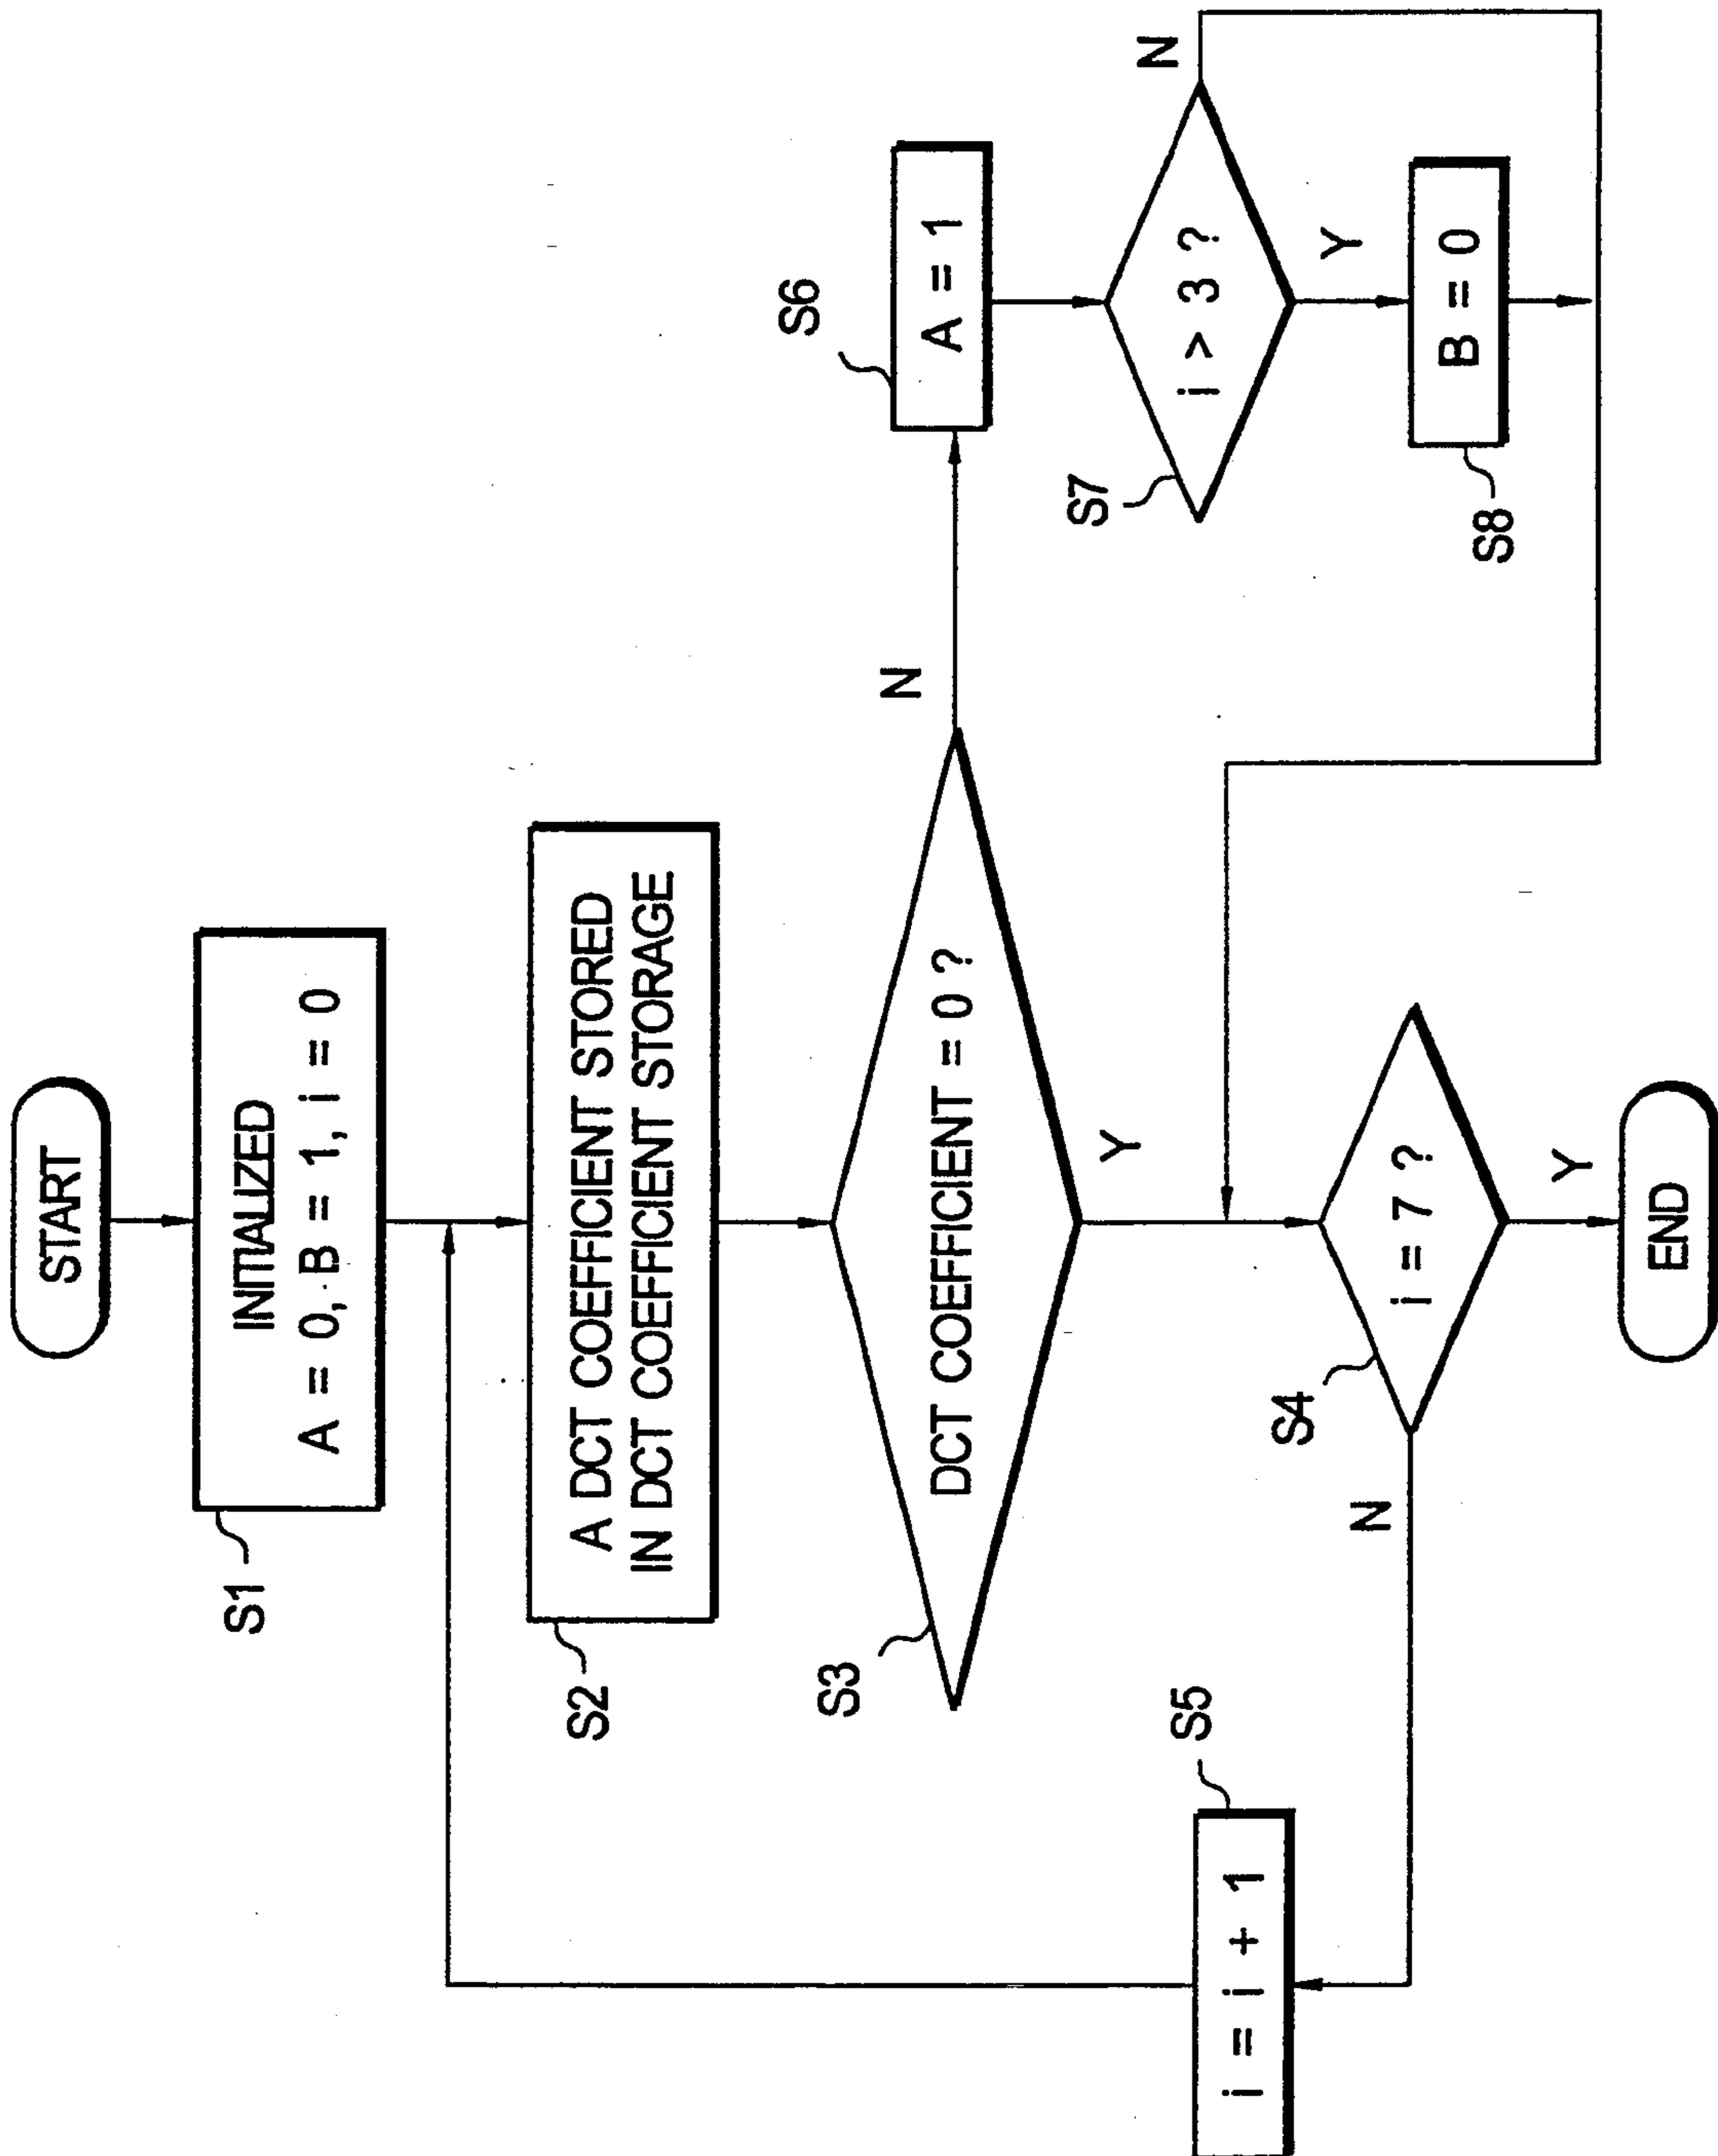 START
S1
INITIALIZED
A = 0, B = 1, i = 0
S2
A DCT COEFFICIENT STORED
IN DCT COEFFICIENT STORAGE
S3
DCT COEFFICIENT = 0 ?
N
Y
S6
A = 1
S7
i > 3 ?
N
Y
S8
B = 0
S4
i = 7 ?
N
Y
S5
i = i + 1
END